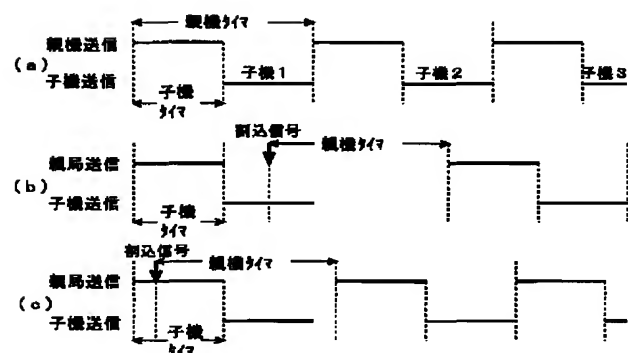 親機タイマ
親機送信
(a)
子機送信
子機1
子機2
子機3
子機
タイマ
割込信号
親機タイマ
親局送信
(b)
子機送信
子機
タイマ
割込信号
親機タイマ
親局送信
(c)
子機送信
子機
タイマ